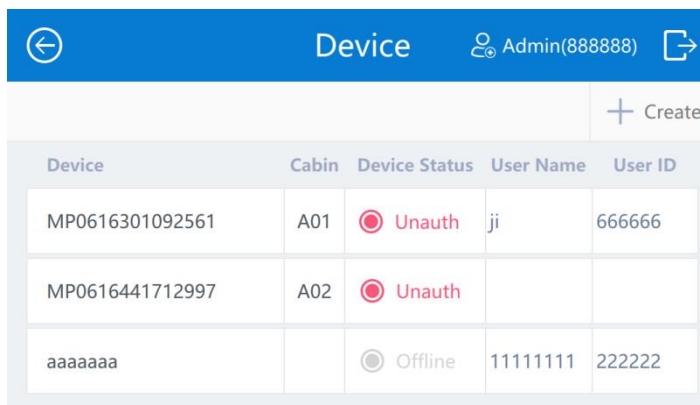 Device Admin(888888)
Create
Device Cabin Device Status User Name User ID
MP0616301092561 A01 Unauth ji 666666
MP0616441712997 A02 Unauth
aaaaaaa Offline 11111111 222222